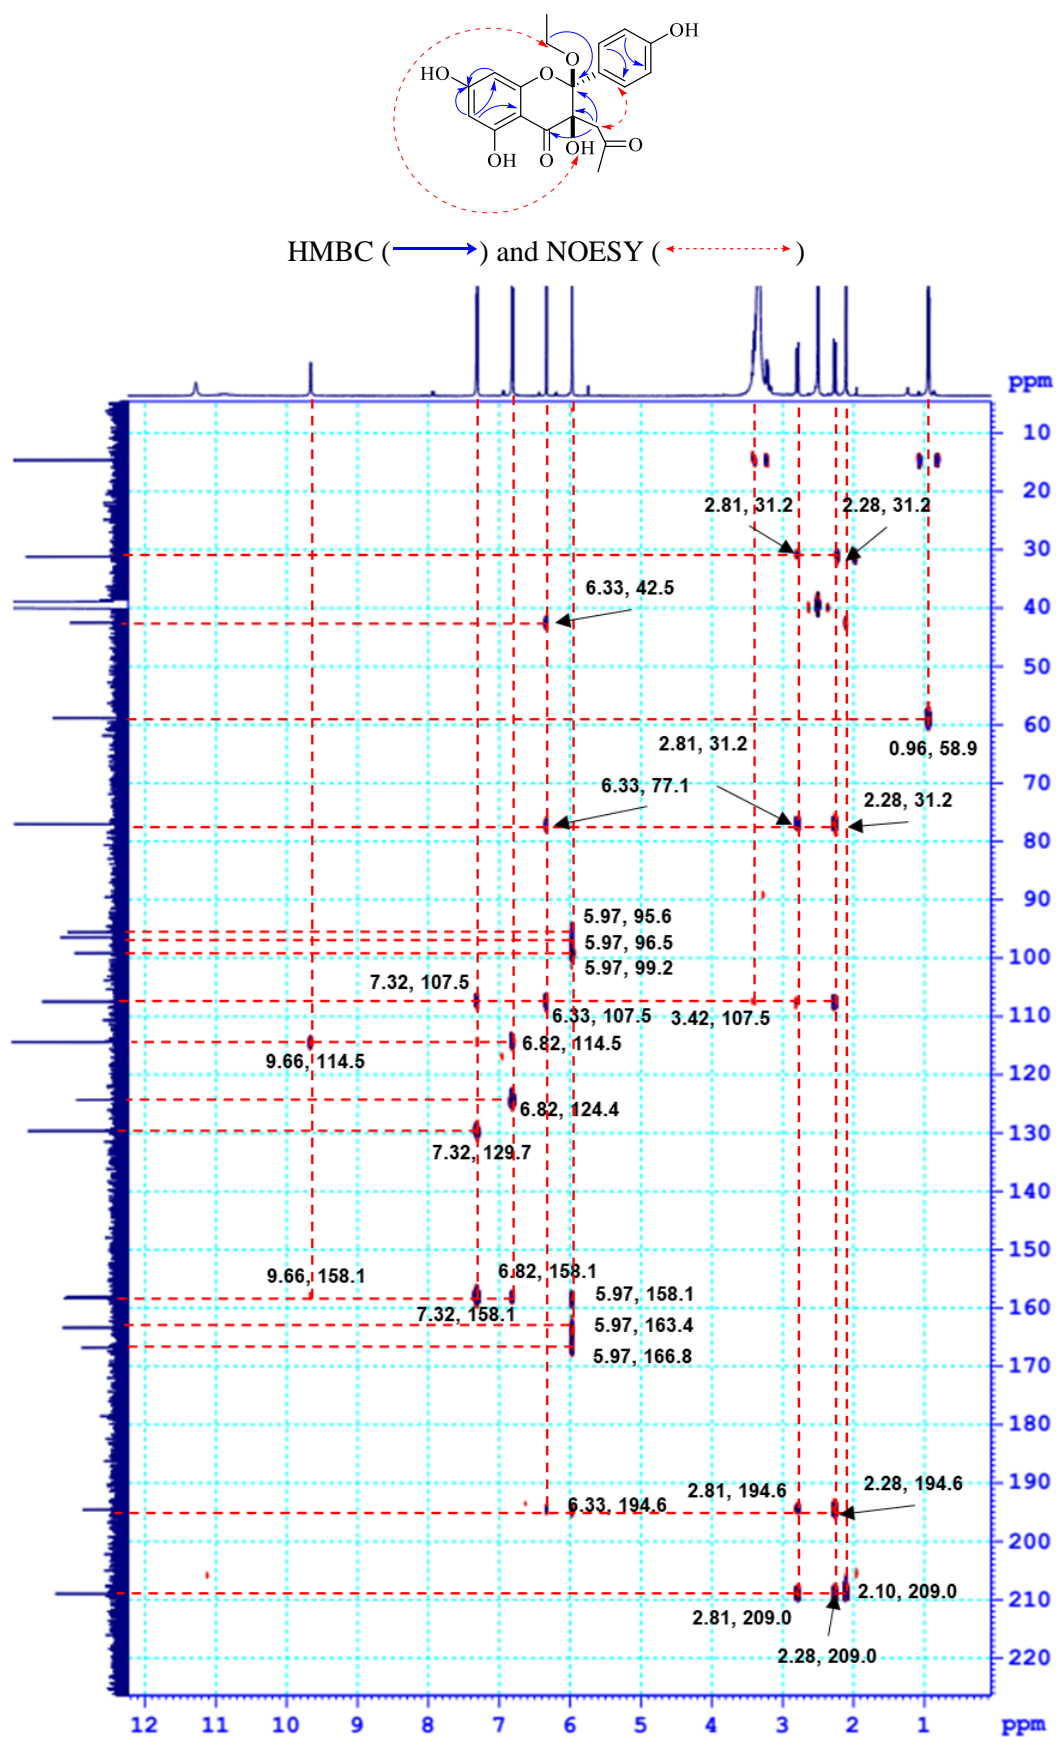 OH
O
HO
O
OH
O
OH
O
HMBC ( ) and NOESY ( )
ppm
10
2.81, 31.2 2.28, 31.2
20
30
6.33, 42.5
40
50
60
2.81, 31.2 0.96, 58.9
70
6.33, 77.1
2.28, 31.2
80
90
5.97, 95.6
5.97, 96.5
5.97, 99.2
100
7.32, 107.5
6.33, 107.5 3.42, 107.5
110
9.66, 114.5 6.82, 114.5
120
6.82, 124.4
130
7.32, 129.7
140
150
9.66, 158.1 6.82, 158.1
5.97, 158.1
7.32, 158.1
160
5.97, 163.4
5.97, 166.8
170
180
190
2.81, 194.6 2.28, 194.6
6.33, 194.6
200
210
2.10, 209.0
2.81, 209.0
2.28, 209.0
220
12 11 10 9 8 7 6 5 4 3 2 1 ppm